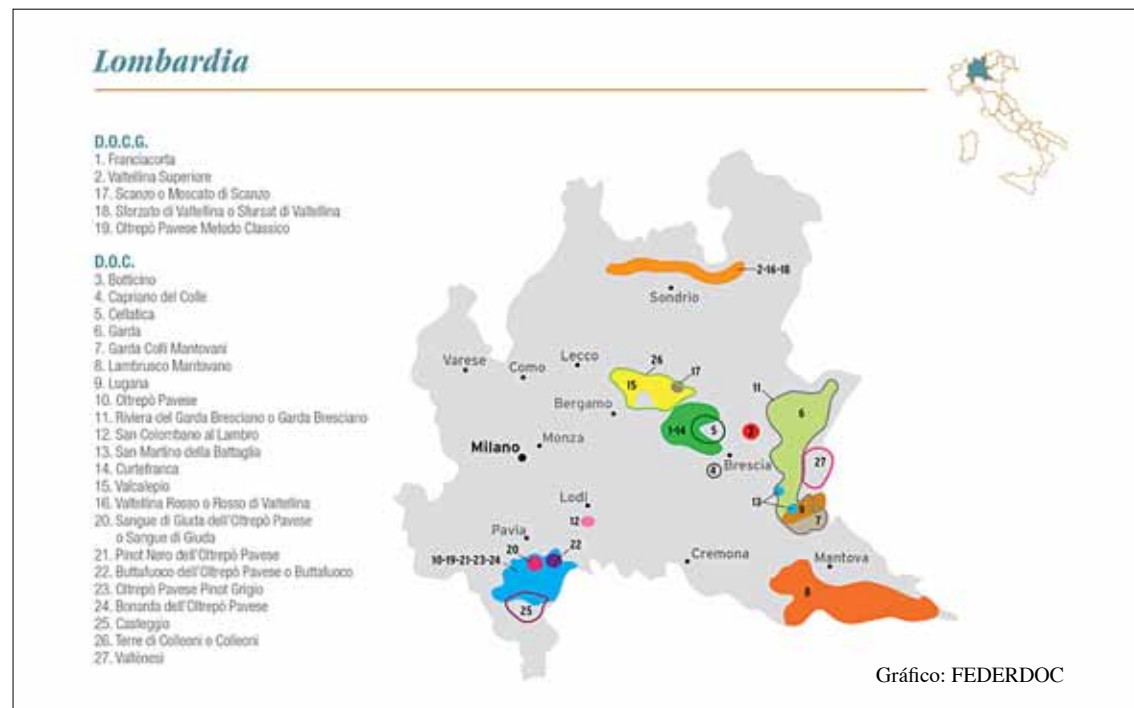 Lombardia
D.O.C.G.
1. Franciacorta
2. Valtellina Superiore
17. Scanzo o Moscato di Scanzo
18. Sforzato di Valtellina o Sfursat di Valtellina
19. Oltrepò Pavese Metodo Classico
D.O.C.
3. Botticino
4. Capriano del Colle
5. Cellatica
6. Garda
7. Garda Colli Mantovani
8. Lambrusco Mantovano
9. Lugana
10. Oltrepò Pavese
11. Riviera del Garda Bresciano o Garda Bresciano
12. San Colombano al Lambro
13. San Martino della Battaglia
14. Curtefranca
15. Valcalepio
16. Valtellina Rosso o Rosso di Valtellina
20. Sangue di Giuda dell'Oltrepò Pavese
o Sangue di Giuda
21. Pinot Nero dell'Oltrepò Pavese
22. Buttafuoco dell'Oltrepò Pavese o Buttafuoco
23. Oltrepò Pavese Pinot Grigio
24. Bonarda dell'Oltrepò Pavese
25. Casteggio
26. Terre di Colleoni o Colleoni
27. Valtènesi
2-16-18
Sondrio
Varese
Como
Lecco
26
17
15
11
6
Bergamo
1-14
5
3
Milano
Monza
4
Brescia
27
13
9
7
Lodi
12
Pavia
20
22
10-19-21-23-24
Cremona
Mantova
8
25
Gráfico: FEDERDOC